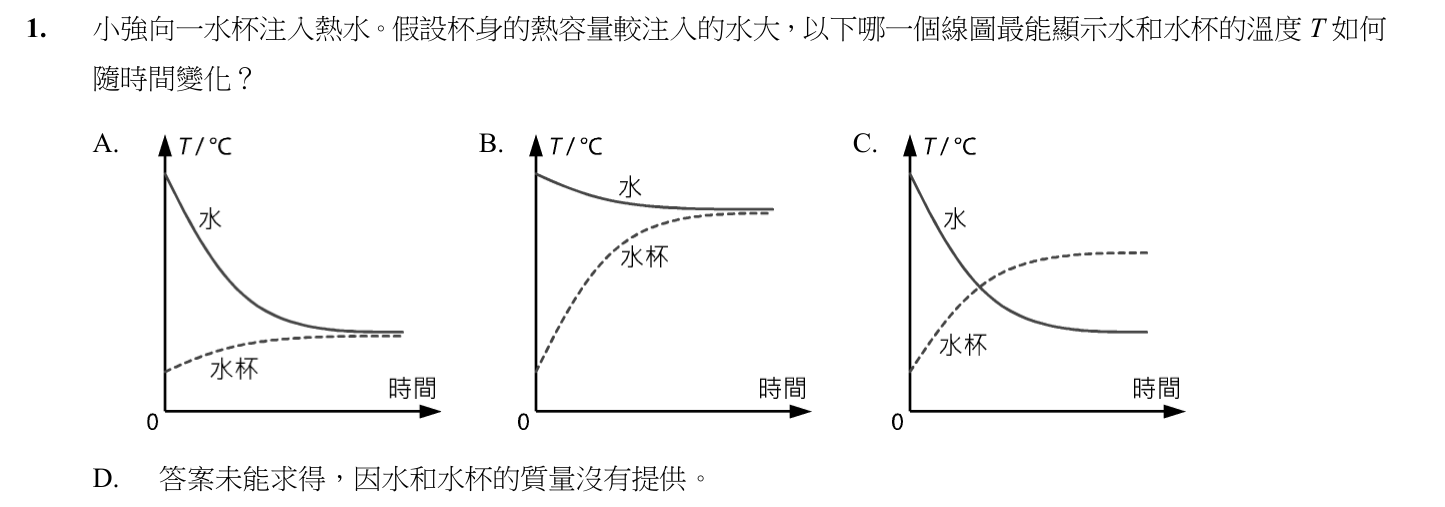 1. 小強向一水杯注入熱水。假設杯身的熱容量較注入的水大，以下哪一個線圖最能顯示水和水杯的溫度 T 如何
隨時間變化？
A. T / °C 水 水杯 時間 0
B. T / °C 水 水杯 時間 0
C. T / °C 水 水杯 時間 0
D. 答案未能求得，因水和水杯的質量沒有提供。